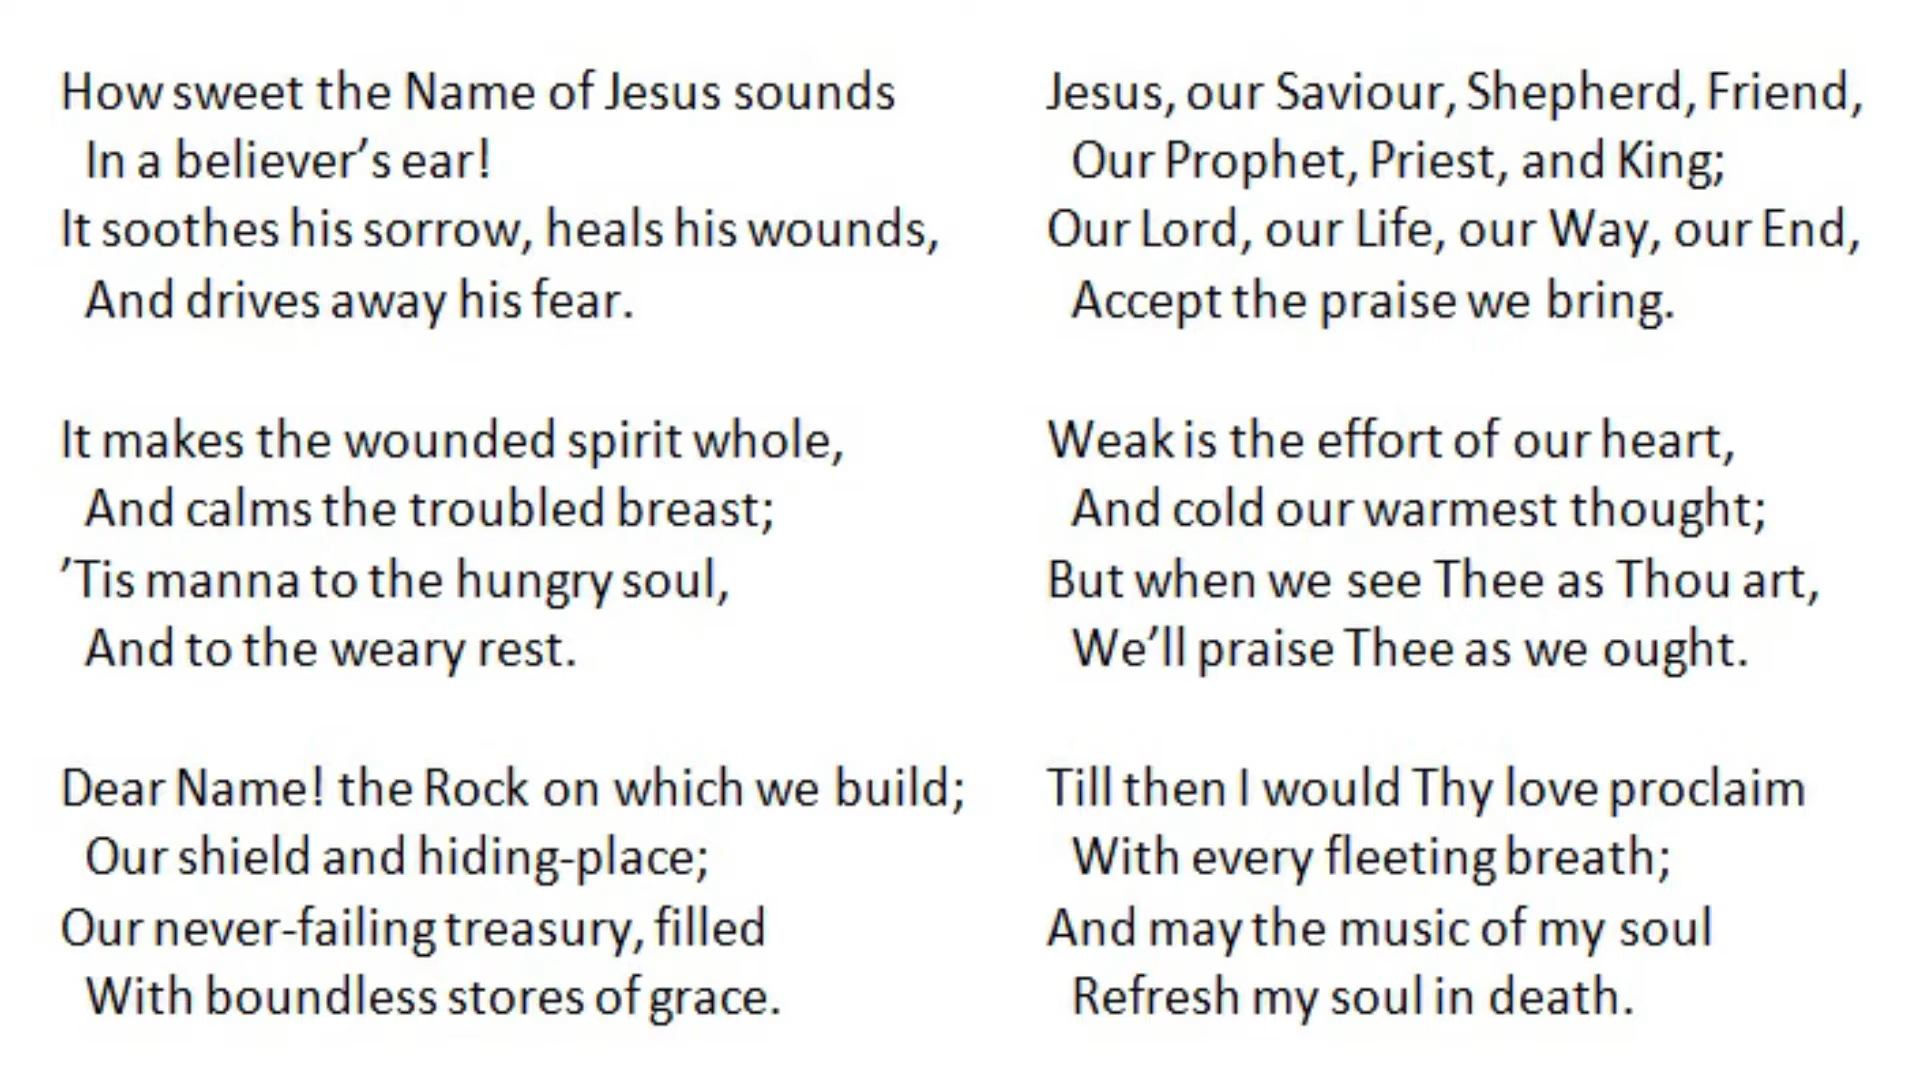 How sweet the Name of Jesus sounds
In a believer’s ear!
It soothes his sorrow, heals his wounds,
And drives away his fear.
It makes the wounded spirit whole,
And calms the troubled breast;
’Tis manna to the hungry soul,
And to the weary rest.
Dear Name! the Rock on which we build;
Our shield and hiding-place;
Our never-failing treasury, filled
With boundless stores of grace.
Jesus, our Saviour, Shepherd, Friend,
Our Prophet, Priest, and King;
Our Lord, our Life, our Way, our End,
Accept the praise we bring.
Weak is the effort of our heart,
And cold our warmest thought;
But when we see Thee as Thou art,
We’ll praise Thee as we ought.
Till then I would Thy love proclaim
With every fleeting breath;
And may the music of my soul
Refresh my soul in death.